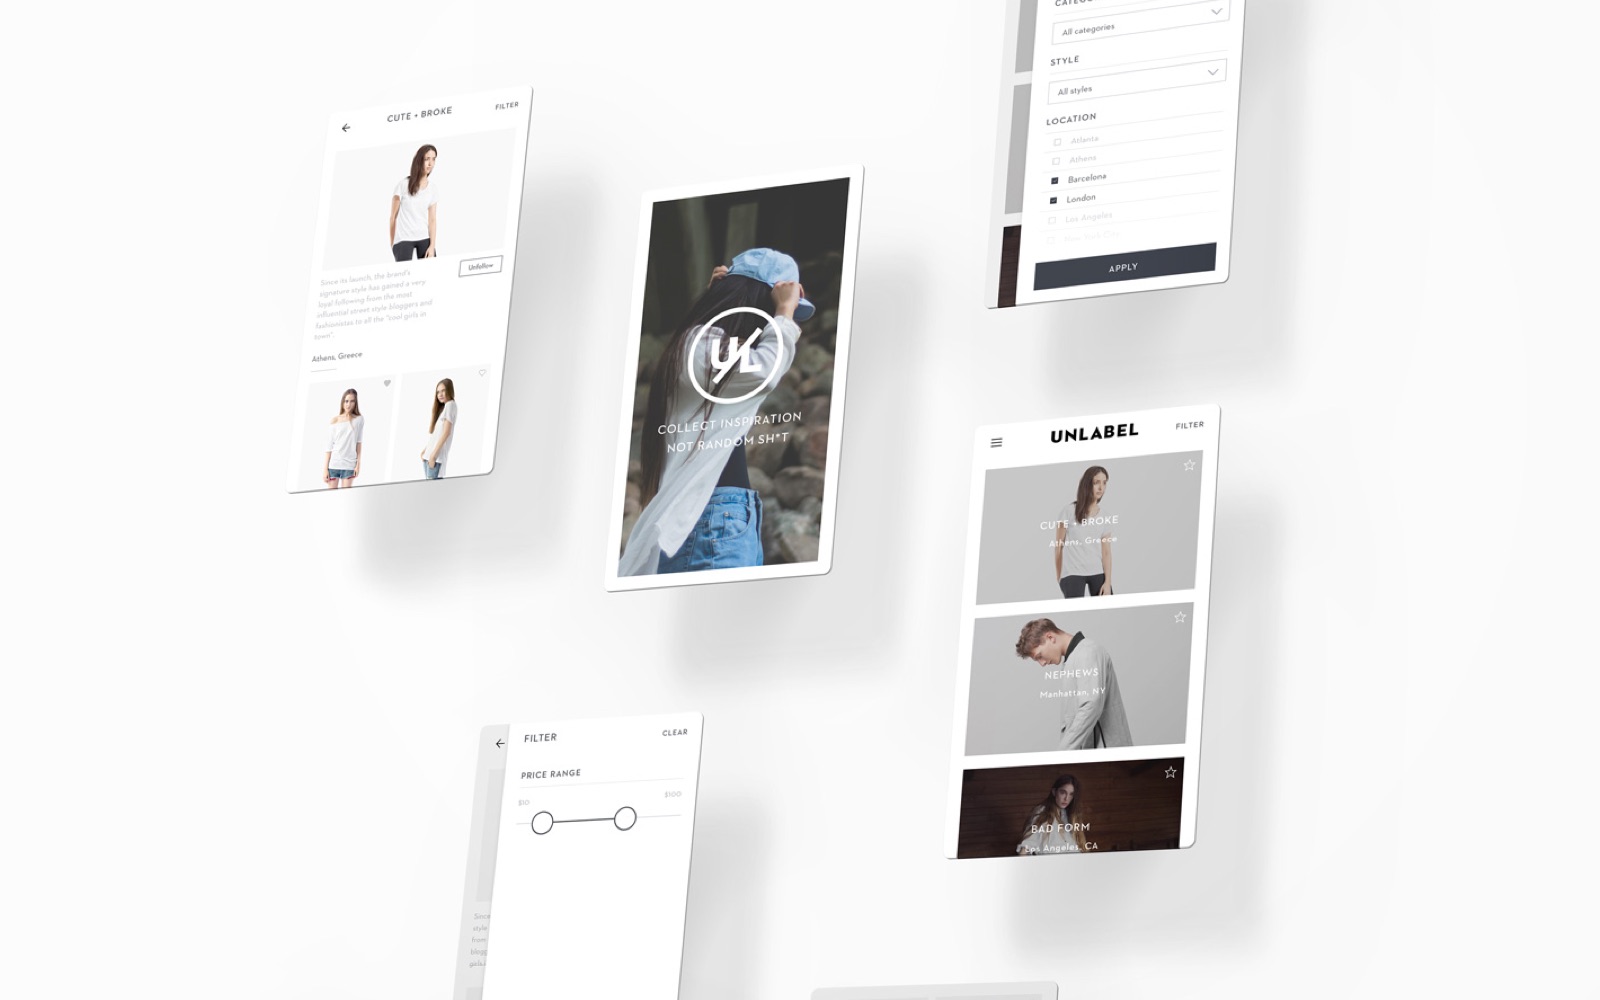 CUTE + BROKE
FILTER
Since its launch, the brand's
signature style has gained a very
loyal following from the most
influential street style bloggers and
fashionistas to all the "cool girls in
town".
Unfollow
Athens, Greece
UL
COLLECT INSPIRATION
NOT RANDOM SH*T
All categories
STYLE
All styles
LOCATION
Atlanta
Athens
Barcelona
London
Los Angeles
New York City
APPLY
UNLABEL
FILTER
CUTE + BROKE
Athens, Greece
NEPHEWS
Manhattan, NY
BAD FORM
Los Angeles, CA
FILTER
CLEAR
PRICE RANGE
$10
$100
Since
style
from
blogg
girls